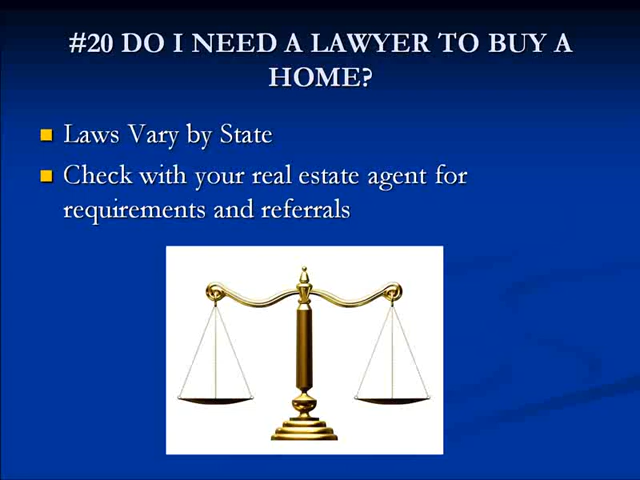 #20 DO I NEED A LAWYER TO BUY A
HOME?
Laws Vary by State
Check with your real estate agent for
requirements and referrals